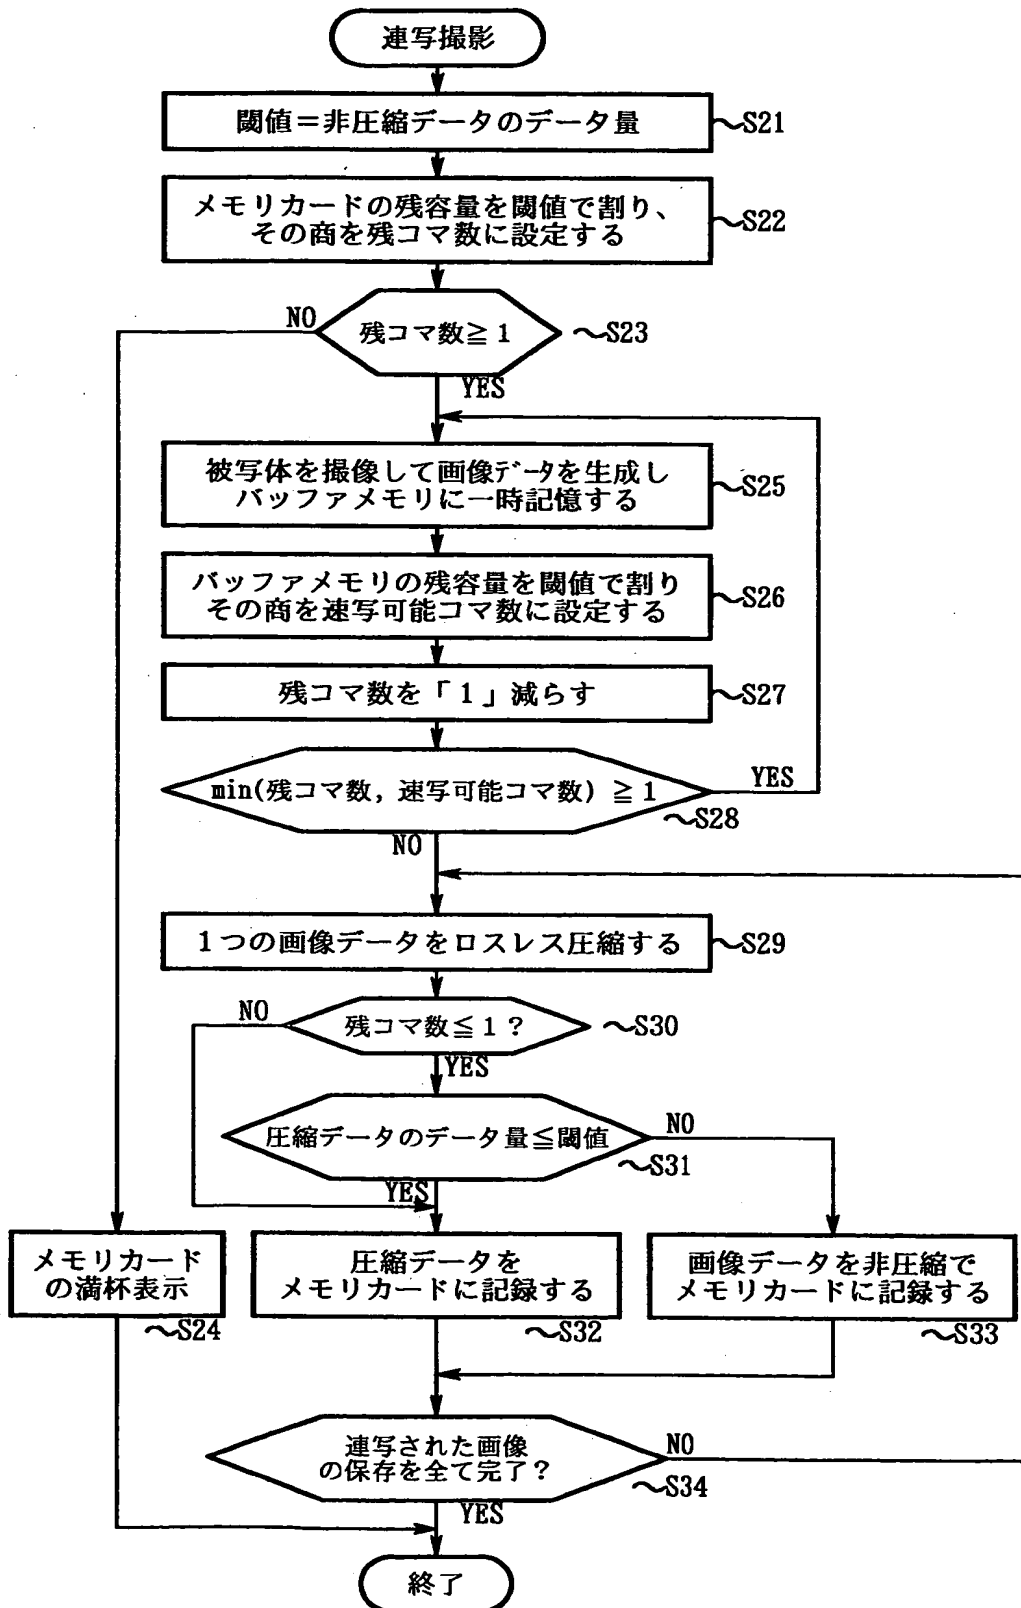 連写撮影
閾値＝非圧縮データのデータ量
S21
メモリカードの残容量を閾値で割り、
その商を残コマ数に設定する
S22
残コマ数≧１
S23
NO
YES
被写体を撮像して画像データを生成し
バッファメモリに一時記憶する
S25
バッファメモリの残容量を閾値で割り
その商を速写可能コマ数に設定する
S26
残コマ数を「１」減らす
S27
min(残コマ数, 速写可能コマ数) ≧１
YES
S28
NO
１つの画像データをロスレス圧縮する
S29
NO
残コマ数≦１？
S30
YES
圧縮データのデータ量≦閾値
NO
S31
YES
メモリカード
の満杯表示
S24
圧縮データを
メモリカードに記録する
S32
画像データを非圧縮で
メモリカードに記録する
S33
連写された画像
の保存を全て完了？
NO
S34
YES
終了